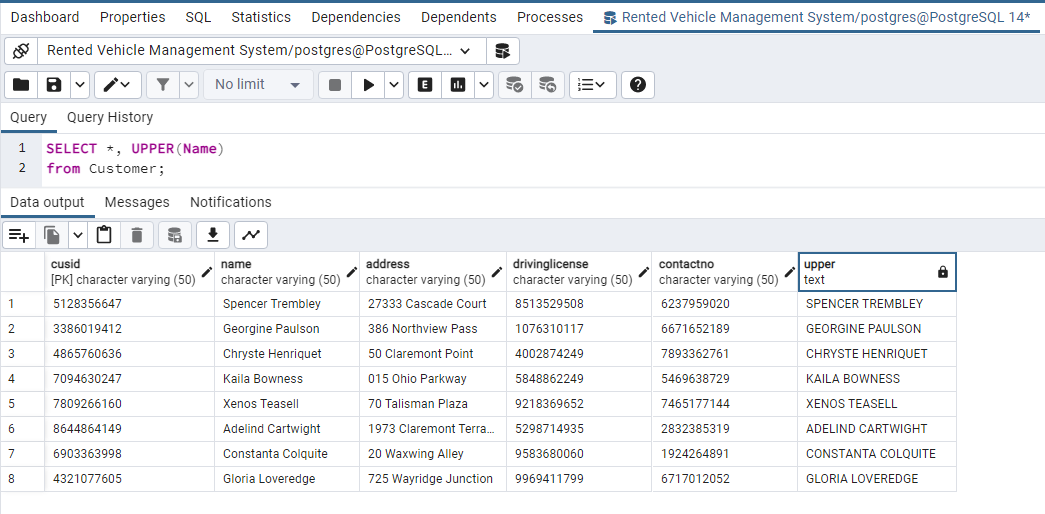 Dashboard Properties SQL Statistics Dependencies Dependents Processes Rented Vehicle Management System/postgres@PostgreSQL 14*
Rented Vehicle Management System/postgres@PostgreSQL...
No limit E ?
Query Query History
1 SELECT *, UPPER(Name)
2 from Customer;
Data output Messages Notifications
cusid name address drivinglicense contactno upper
[PK] character varying (50) character varying (50) character varying (50) character varying (50) character varying (50) text
1 5128356647 Spencer Trembley 27333 Cascade Court 8513529508 6237959020 SPENCER TREMBLEY
2 3386019412 Georgine Paulson 386 Northview Pass 1076310117 6671652189 GEORGINE PAULSON
3 4865760636 Chryste Henriquet 50 Claremont Point 4002874249 7893362761 CHRYSTE HENRIQUET
4 7094630247 Kaila Bowness 015 Ohio Parkway 5848862249 5469638729 KAILA BOWNESS
5 7809266160 Xenos Teasell 70 Talisman Plaza 9218369652 7465177144 XENOS TEASELL
6 8644864149 Adelind Cartwight 1973 Claremont Terra... 5298714935 2832385319 ADELIND CARTWIGHT
7 6903363998 Constanta Colquite 20 Waxwing Alley 9583680060 1924264891 CONSTANTA COLQUITE
8 4321077605 Gloria Loveredge 725 Wayridge Junction 9969411799 6717012052 GLORIA LOVEREDGE